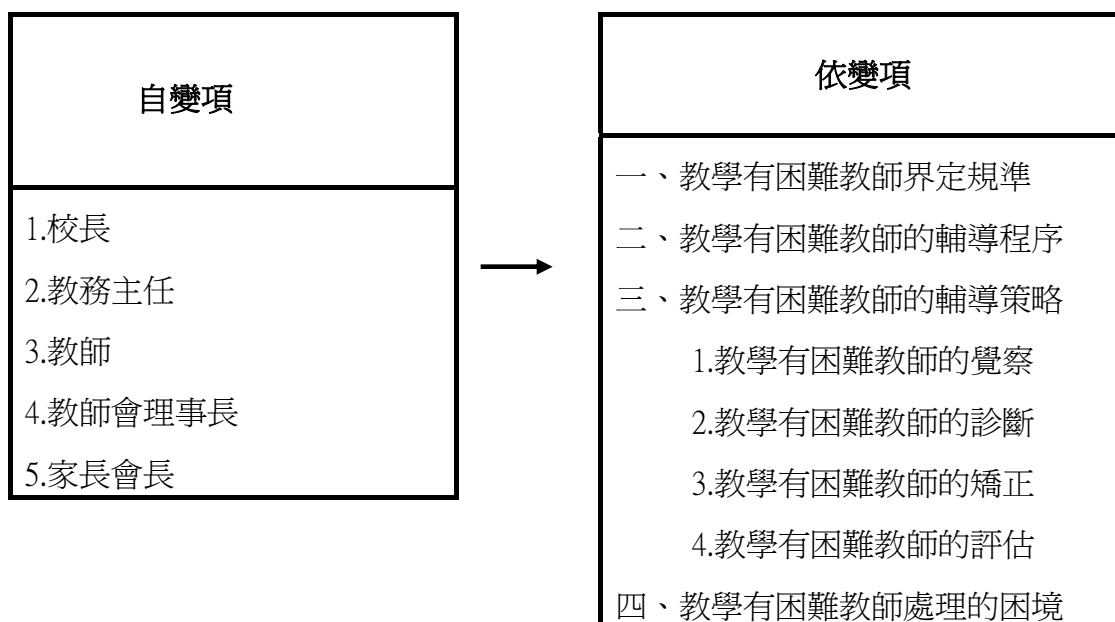 自變項
1.校長
2.教務主任
3.教師
4.教師會理事長
5.家長會長
依變項
一、教學有困難教師界定規準
二、教學有困難教師的輔導程序
三、教學有困難教師的輔導策略
1.教學有困難教師的覺察
2.教學有困難教師的診斷
3.教學有困難教師的矯正
4.教學有困難教師的評估
四、教學有困難教師處理的困境